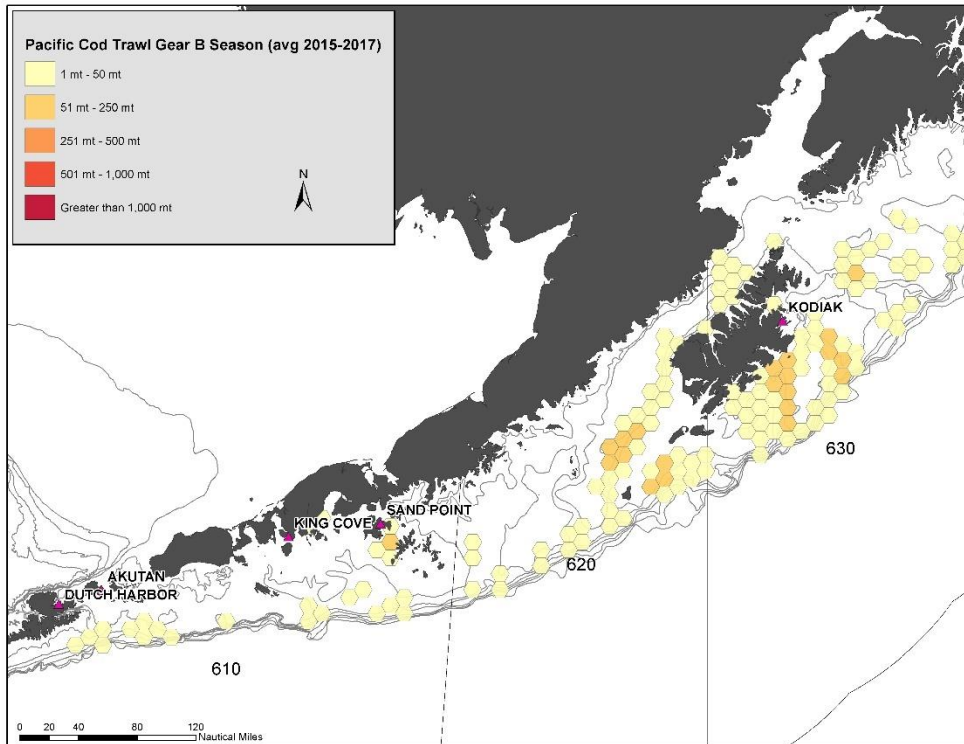 Pacific Cod Trawl Gear B Season (avg 2015-2017)
1 mt - 50 mt
51 mt - 250 mt
251 mt - 500 mt
501 mt - 1,000 mt
Greater than 1,000 mt
N
KODIAK
630
SAND POINT
KING COVE
620
AKUTAN
DUTCH HARBOR
610
0 20 40 80 120
Nautical Miles